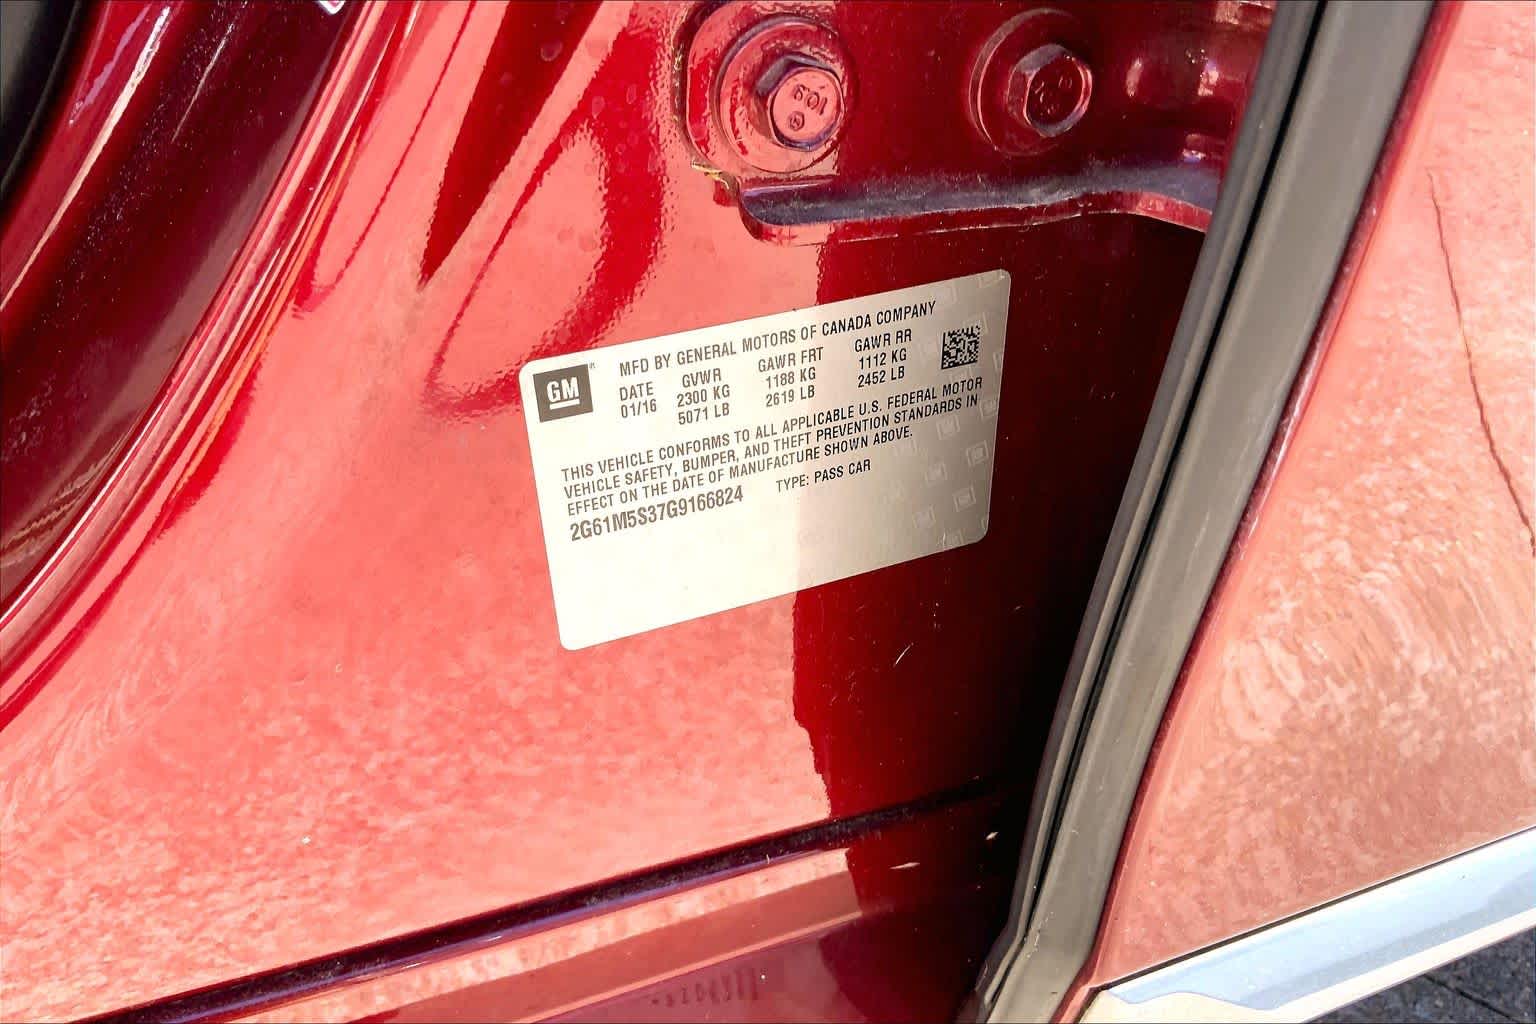 GM
MFD BY GENERAL MOTORS OF CANADA COMPANY
DATE GVWR GAWR FRT GAWR RR
01/16 2300 KG 1188 KG 1112 KG
5071 LB 2619 LB 2452 LB
THIS VEHICLE CONFORMS TO ALL APPLICABLE U.S. FEDERAL MOTOR
VEHICLE SAFETY, BUMPER, AND THEFT PREVENTION STANDARDS IN
EFFECT ON THE DATE OF MANUFACTURE SHOWN ABOVE.
2G61M5S37G9166824 TYPE: PASS CAR